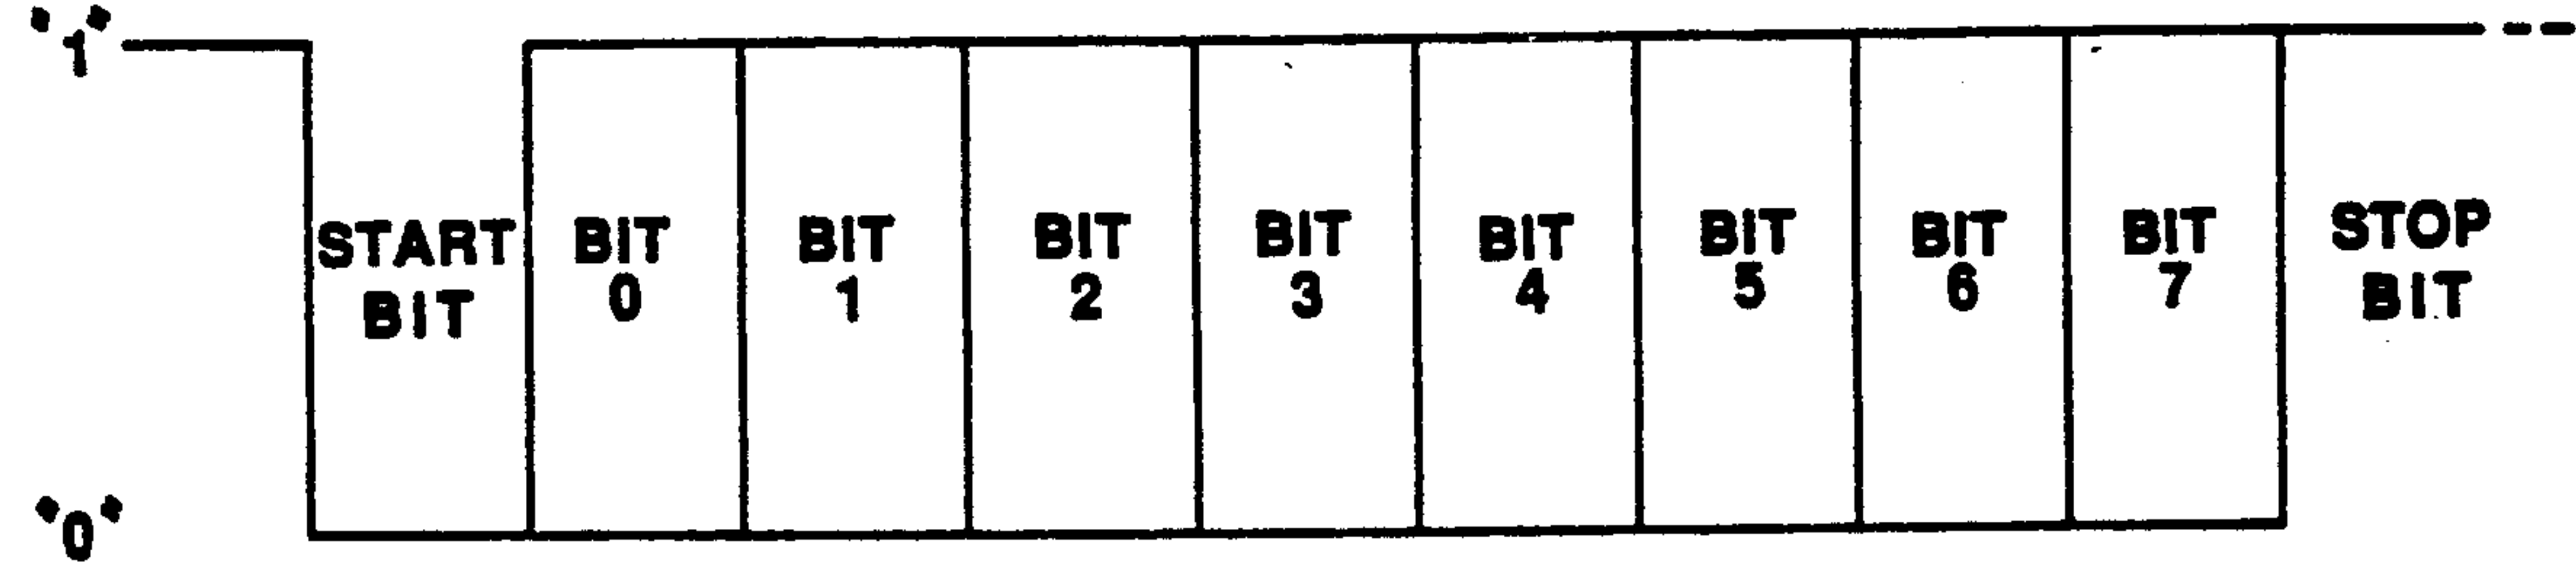 "1"
START BIT
BIT 0
BIT 1
BIT 2
BIT 3
BIT 4
BIT 5
BIT 6
BIT 7
STOP BIT
"0"